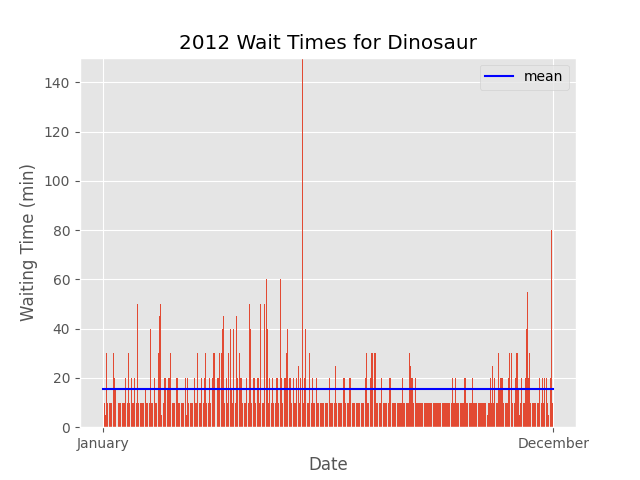 2012 Wait Times for Dinosaur
mean
Waiting Time (min)
140
120
100
80
60
40
20
0
January
December
Date